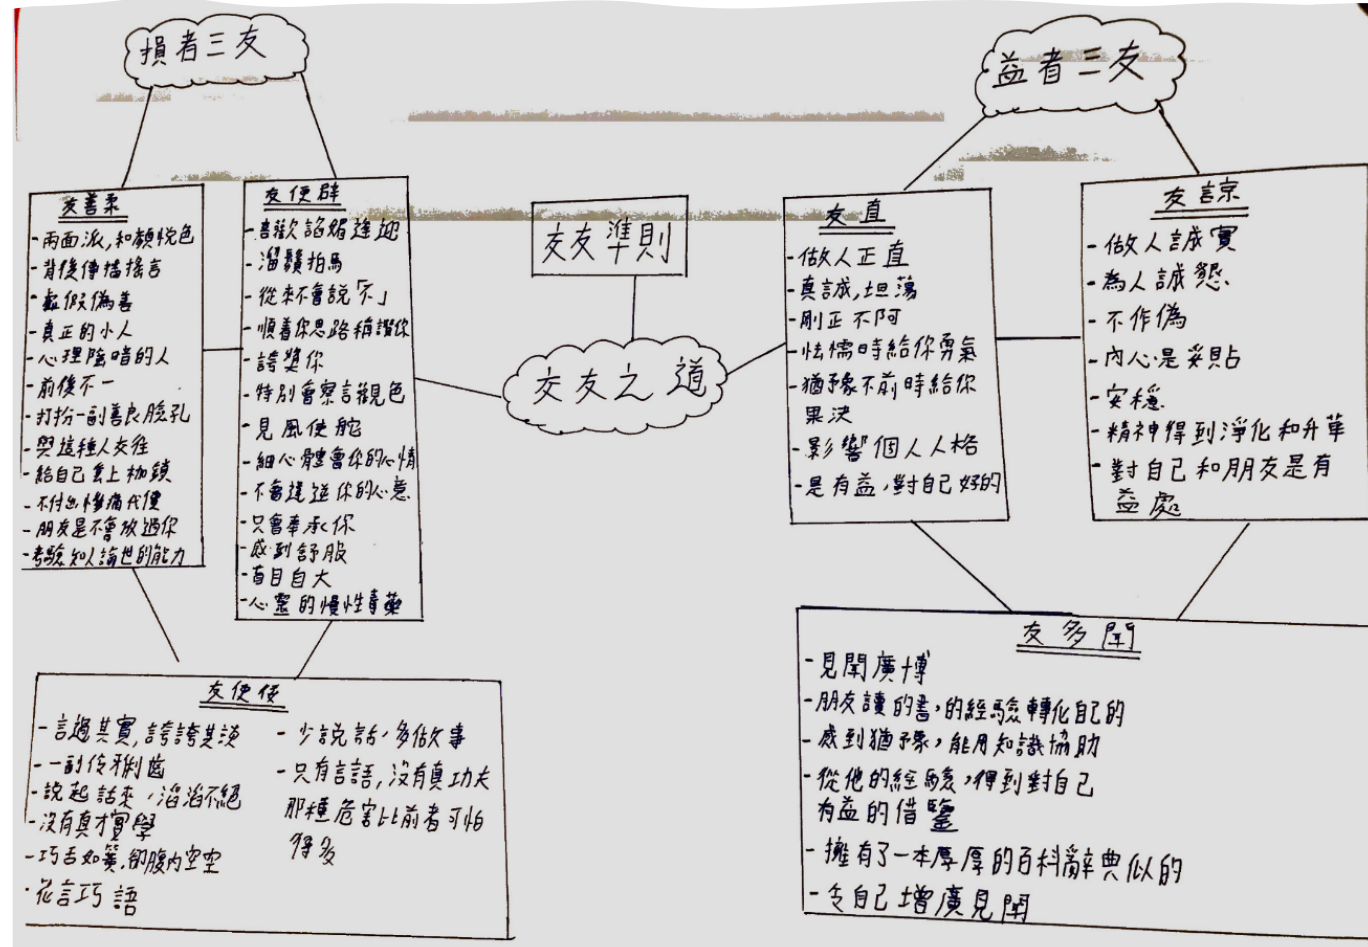 損者三友
益者三友
友善柔
-兩面派,和顏悅色
-背後傳播搖言
-虛假偽善
-真正的小人
-心理陰暗的人
-前後不一
-打扮一副善良臉孔
-與這種人交往
-給自己套上枷鎖
-不付出慘痛代價
-朋友是不會放過你
-考驗知人論世的能力
友便辟
-喜歡諂媚逢迎
-溜鬚拍馬
-從來不會說「不」
-順着你思路稱讚你
-誇獎你
-特別會察言觀色
-見風使舵
-細心體會你的心情
-不會違逆你的心意
-只會奉承你
-感到舒服
-盲目自大
-心靈的慢性毒藥
交友準則
交友之道
友直
-做人正直
-真誠,坦蕩
-剛正不阿
-怯懦時給你勇氣
-猶豫不前時給你
果決
-影響個人人格
-是有益,對自己好的
友諒
-做人誠實
-為人誠懇
-不作偽
-內心是妥貼
-安穩
-精神得到淨化和升華
-對自己和朋友是有
益處
友便佞
-言過其實,誇誇其談
-一副伶牙俐齒
-說起話來,滔滔不絕
-沒有真才實學
-巧舌如簧,卻腹內空空
·花言巧語
-少說話,多做事
-只有言語,沒有真功夫
那種危害比前者可怕
得多
友多聞
-見聞廣博
-朋友讀的書,的經驗轉化自己的
-感到猶豫,能用知識協助
-從他的經驗,得到對自己
有益的借鑒
-擁有了一本厚厚的百科辭典似的
-令自己增廣見聞